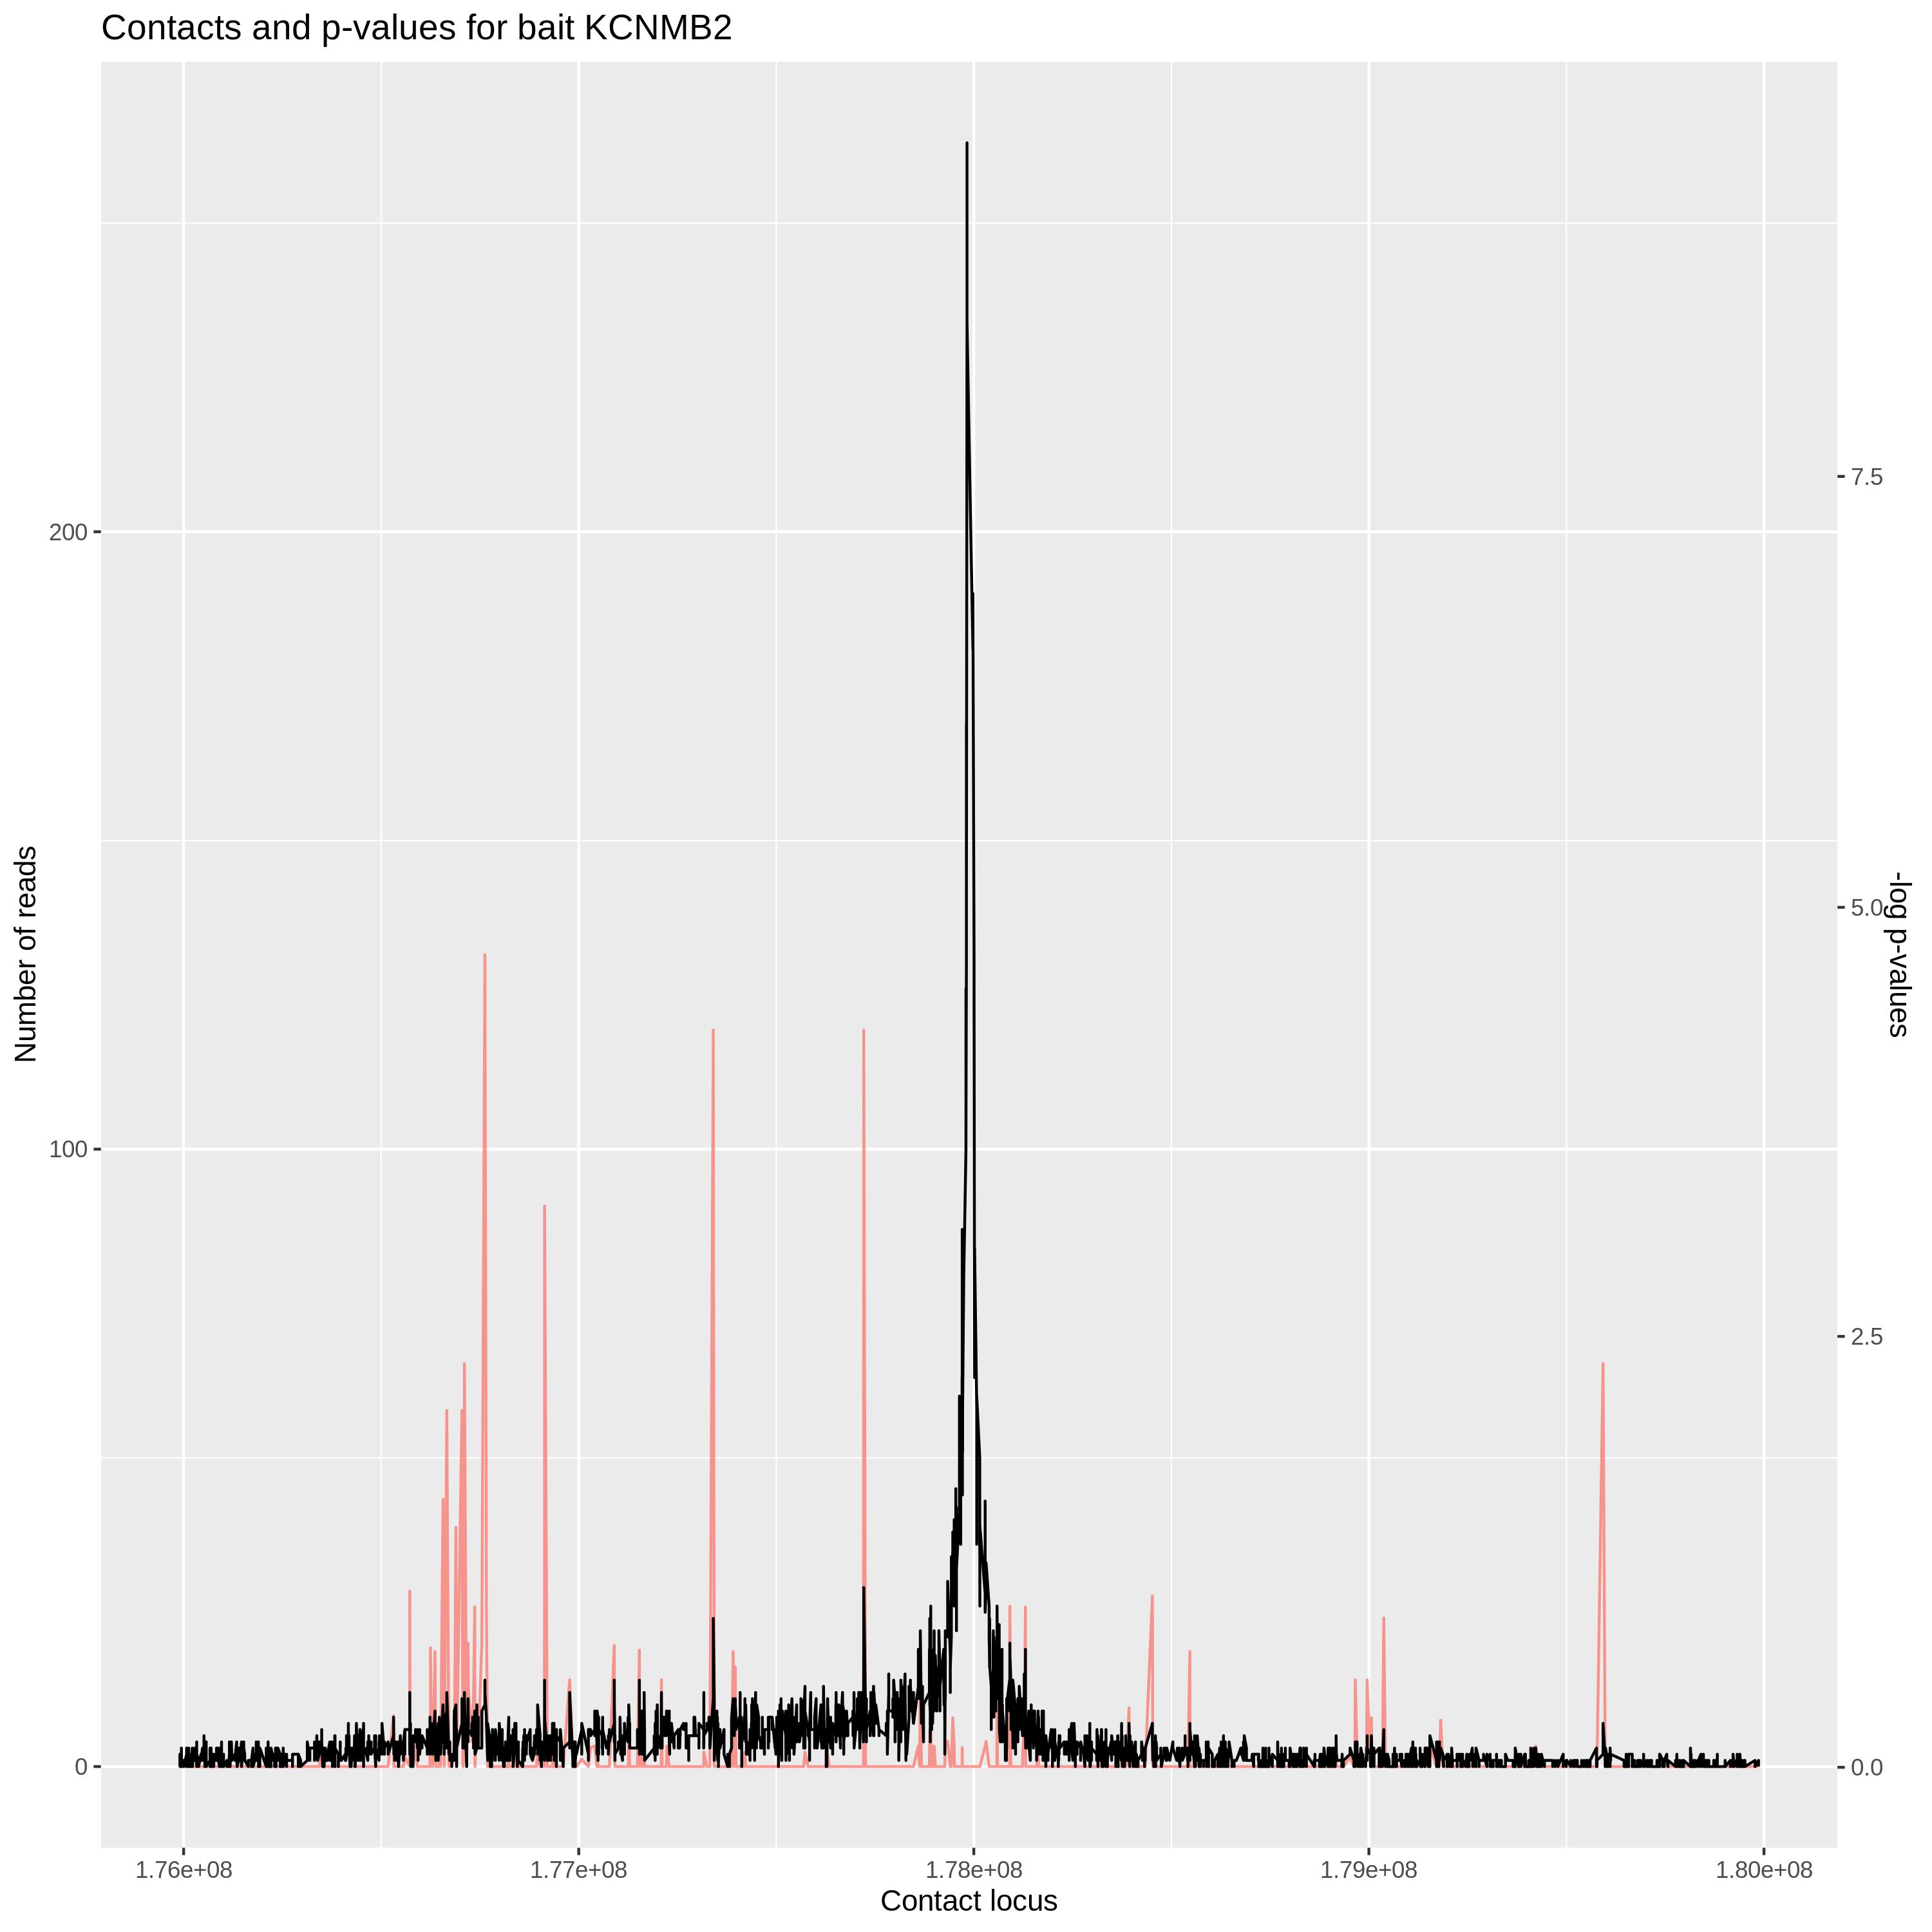 Contacts and p-values for bait KCNMB2
200
100
0
Number of reads
7.5
5.0
2.5
0.0
-log p-values
1.76e+08
1.77e+08
1.78e+08
1.79e+08
1.80e+08
Contact locus